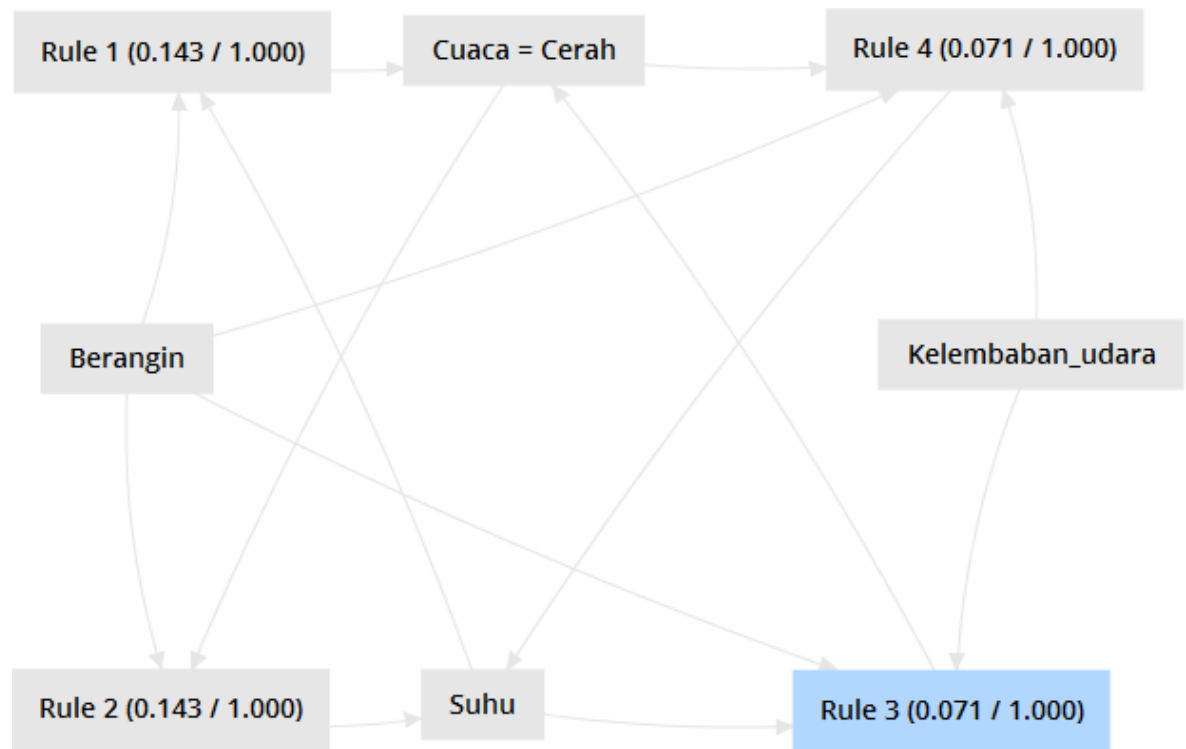 Rule 1 (0.143 / 1.000)
Cuaca = Cerah
Rule 4 (0.071 / 1.000)
Berangin
Kelembaban_udara
Rule 2 (0.143 / 1.000)
Suhu
Rule 3 (0.071 / 1.000)